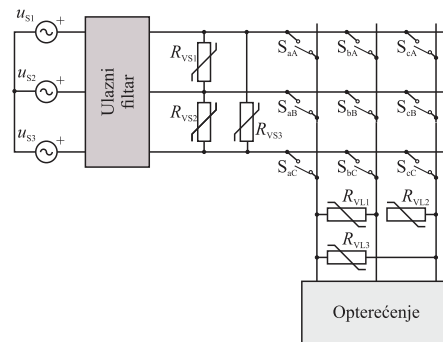 uS1 +
Ulazni filtar
RVS1
SaA SbA ScA
uS2 +
RVS2
RVS3
SaB SbB ScB
uS3 +
SaC SbC ScC
RVL1 RVL2
RVL3
Opterećenje